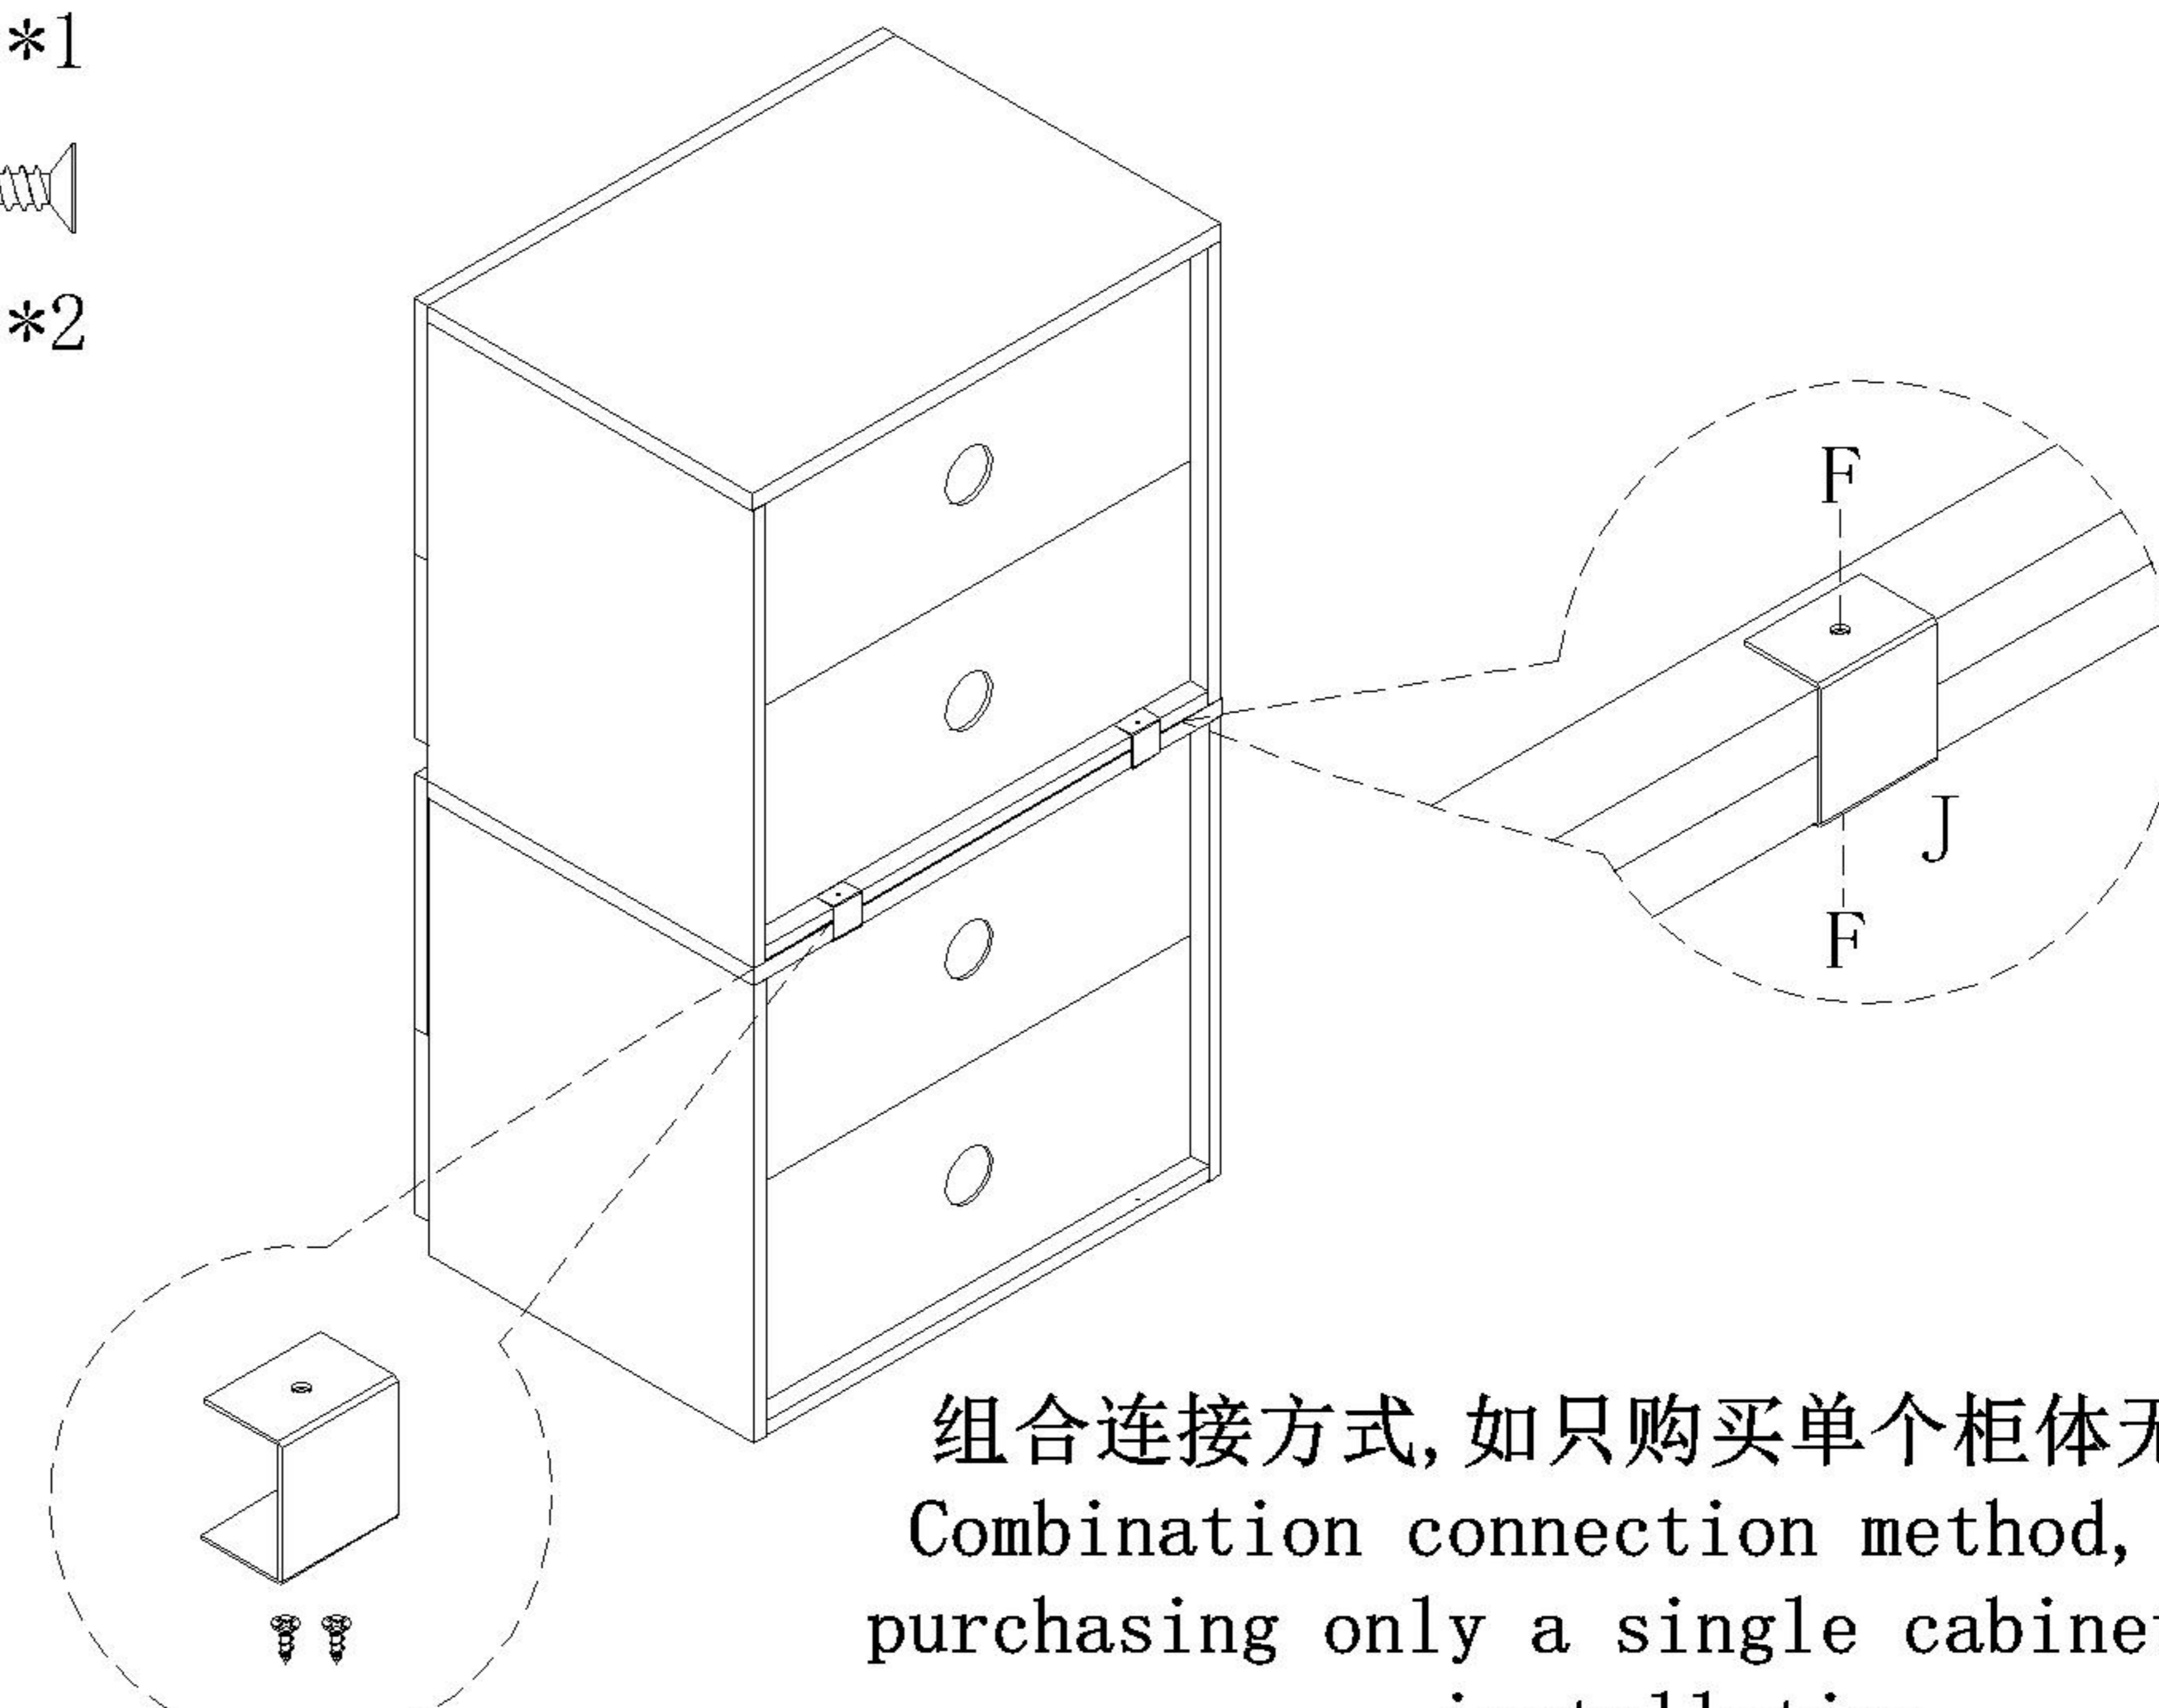 *1
*2
F
J
F
组合连接方式,如只购买单个柜体
Combination connection method,
purchasing only a single